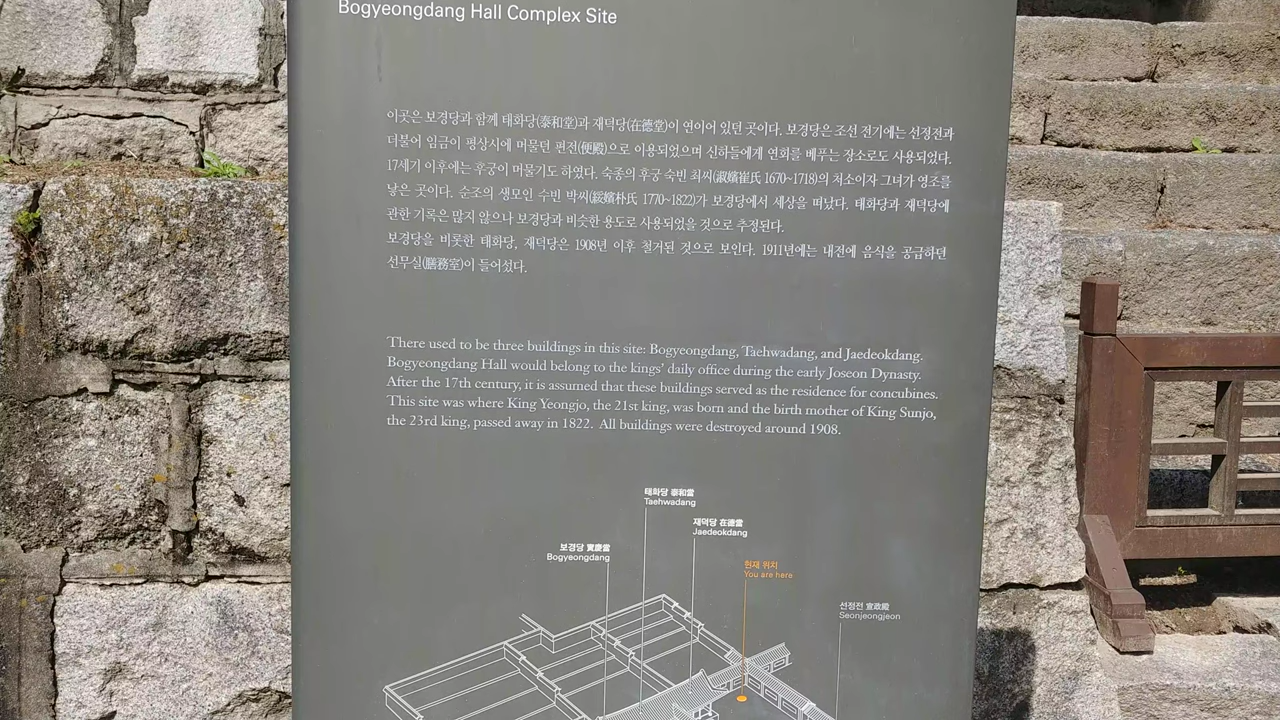 Bogyeongdang Hall Complex Site
이곳은 보경당과 함께 태화당(泰和堂)과 재덕당(在德堂)이 연이어 있던 곳이다. 보경당은 조선 전기에는 선정전과
더불어 임금이 평상시에 머물던 편전(便殿)으로 이용되었으며 신하들에게 연회를 베푸는 장소로도 사용되었다.
17세기 이후에는 후궁이 머물기도 하였다. 숙종의 후궁 숙빈 최씨(淑嬪崔氏 1670~1718)의 처소이자 그녀가 영조를
낳은 곳이다. 순조의 생모인 수빈 박씨(綏嬪朴氏 1770~1822)가 보경당에서 세상을 떠났다. 태화당과 재덕당에
관한 기록은 많지 않으나 보경당과 비슷한 용도로 사용되었을 것으로 추정된다.
보경당을 비롯한 태화당, 재덕당은 1908년 이후 철거된 것으로 보인다. 1911년에는 내전에 음식을 공급하던
선무실(膳務室)이 들어섰다.
There used to be three buildings in this site: Bogyeongdang, Taehwadang, and Jaedeokdang.
Bogyeongdang Hall would belong to the kings' daily office during the early Joseon Dynasty.
After the 17th century, it is assumed that these buildings served as the residence for concubines.
This site was where King Yeongjo, the 21st king, was born and the birth mother of King Sunjo,
the 23rd king, passed away in 1822. All buildings were destroyed around 1908.
태화당 泰和堂
Taehwadang
재덕당 在德堂
Jaedeokdang
보경당 寶慶堂
Bogyeongdang
현재 위치
You are here
선정전 宣政殿
Seonjeongjeon